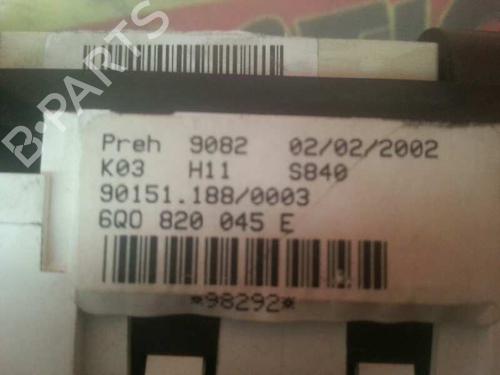 B-PARTS
Preh 9082 02/02/2002
K03 H11 S840
90151.188/0003
6Q0 820 045 E
*98292*